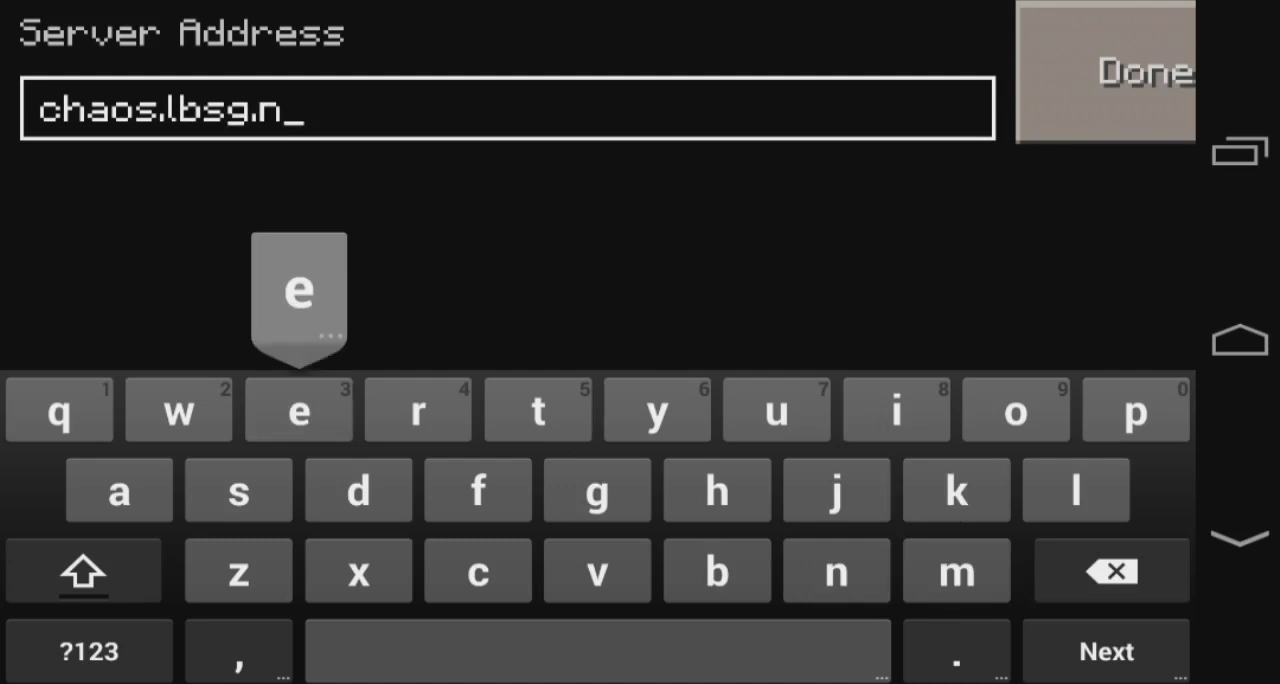 Server Address
Done
chaos.lbsg.n_
e
...
q 1 w 2 e 3 r 4 t 5 y 6 u 7 i 8 o 9 p 0
a s d f g h j k l
z x c v b n m
?123 , ... ... . ... Next ...